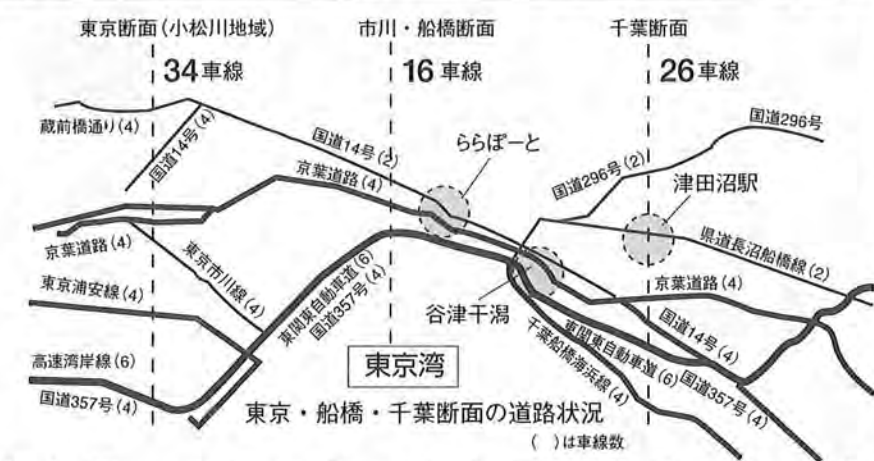 東京断面(小松川地域)
34車線
市川・船橋断面
16車線
千葉断面
26車線
蔵前橋通り(4)
国道14号(4)
国道14号(2)
ららぽーと
国道296号
国道296号(2)
津田沼駅
京葉道路(4)
京葉道路(4)
県道長沼船橋線(2)
東京浦安線(4)
東京市川線(4)
東関東自動車道(6)
国道357号(4)
谷津干潟
京葉道路(4)
国道14号(4)
高速湾岸線(6)
国道357号(4)
東京湾
千葉船橋海浜線(4)
東関東自動車道(6)
国道357号(4)
東京・船橋・千葉断面の道路状況
( )は車線数